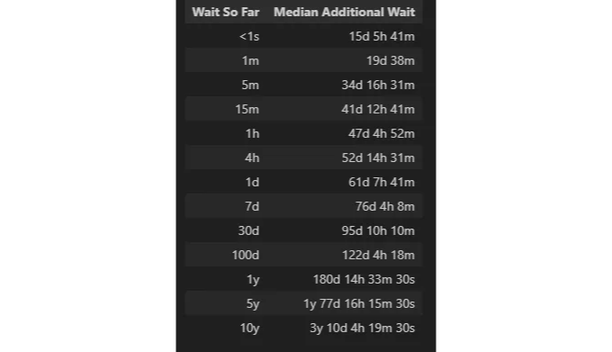 Wait So Far Median Additional Wait
<1s 15d 5h 41m
1m 19d 38m
5m 34d 16h 31m
15m 41d 12h 41m
1h 47d 4h 52m
4h 52d 14h 31m
1d 61d 7h 41m
7d 76d 4h 8m
30d 95d 10h 10m
100d 122d 4h 18m
1y 180d 14h 33m 30s
5y 1y 77d 16h 15m 30s
10y 3y 10d 4h 19m 30s